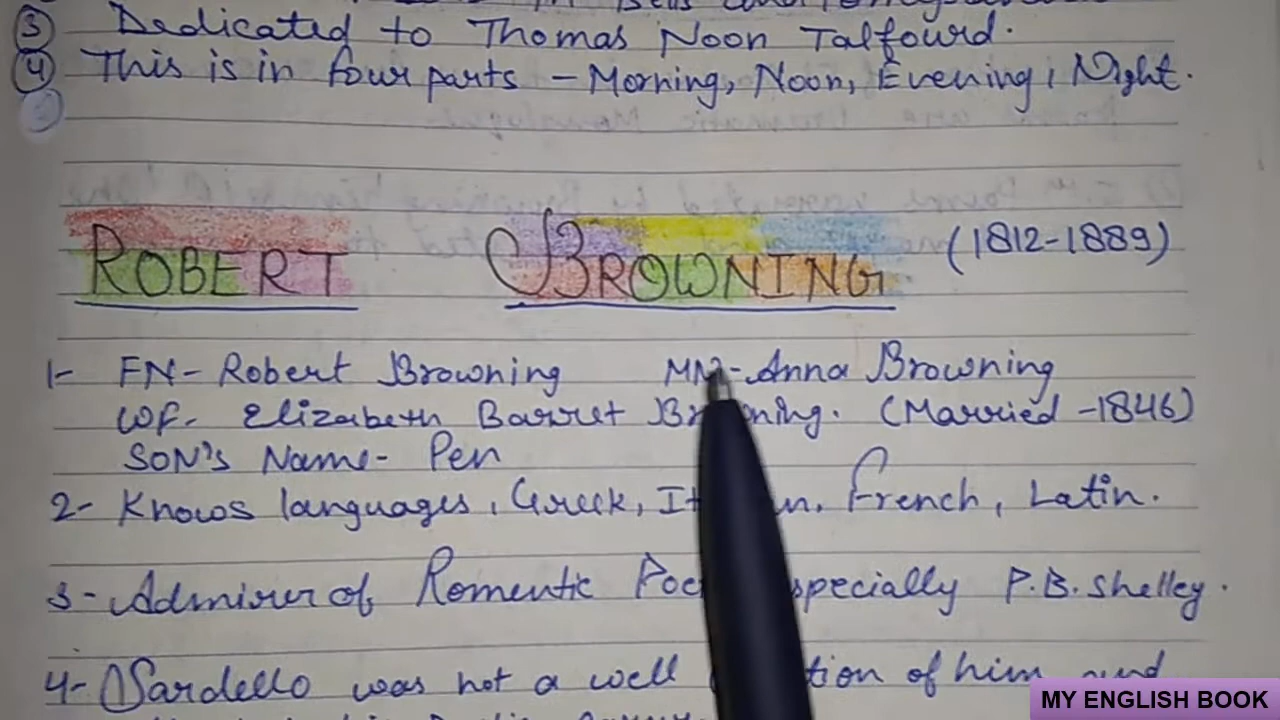 ③ Dedicated to Thomas Noon Talfourd.
④ This is in four parts - Morning, Noon, Evening, Night.
ROBERT BROWNING (1812-1889)
1- FN- Robert Browning MN- Anna Browning
WF- Elizabeth Barret Browning. (Married -1846)
SON'S Name- Pen
2- Knows languages, Greek, French, Latin.
3- Admirer of Romentic especially P.B. Shelley.
4- ① Sardello was not a well of him and
MY ENGLISH BOOK